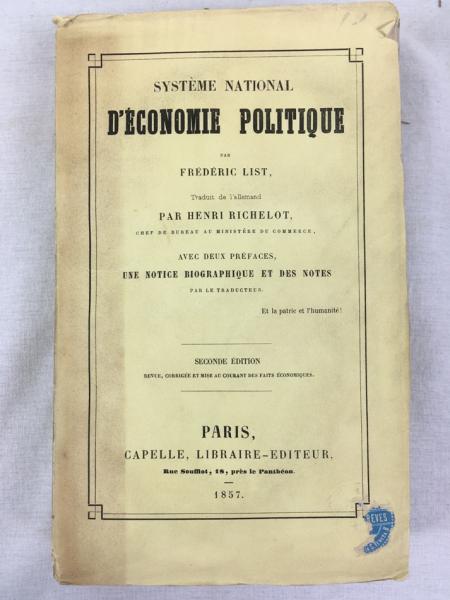 SYSTÈME NATIONAL
D'ÉCONOMIE POLITIQUE
PAR
FRÉDÉRIC LIST,
Traduit de l'allemand
PAR HENRI RICHELOT,
CHEF DE BUREAU AU MINISTÈRE DU COMMERCE,
AVEC DEUX PRÉFACES,
UNE NOTICE BIOGRAPHIQUE ET DES NOTES
PAR LE TRADUCTEUR.
Et la patrie et l'humanité!
SECONDE ÉDITION
REVUE, CORRIGÉE ET MISE AU COURANT DES FAITS ÉCONOMIQUES.
PARIS,
CAPELLE, LIBRAIRE-EDITEUR,
Rue Soufflot, 18, près le Panthéon.
1857.